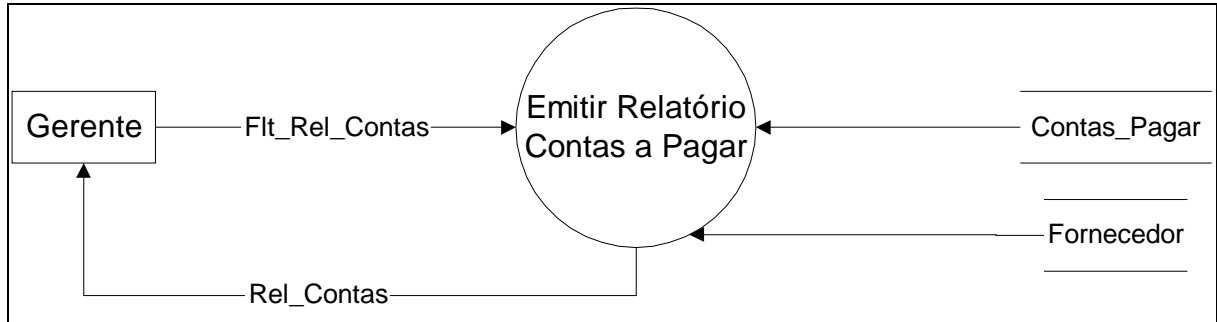 Gerente
Flt_Rel_Contas
Emitir Relatório
Contas a Pagar
Contas_Pagar
Fornecedor
Rel_Contas